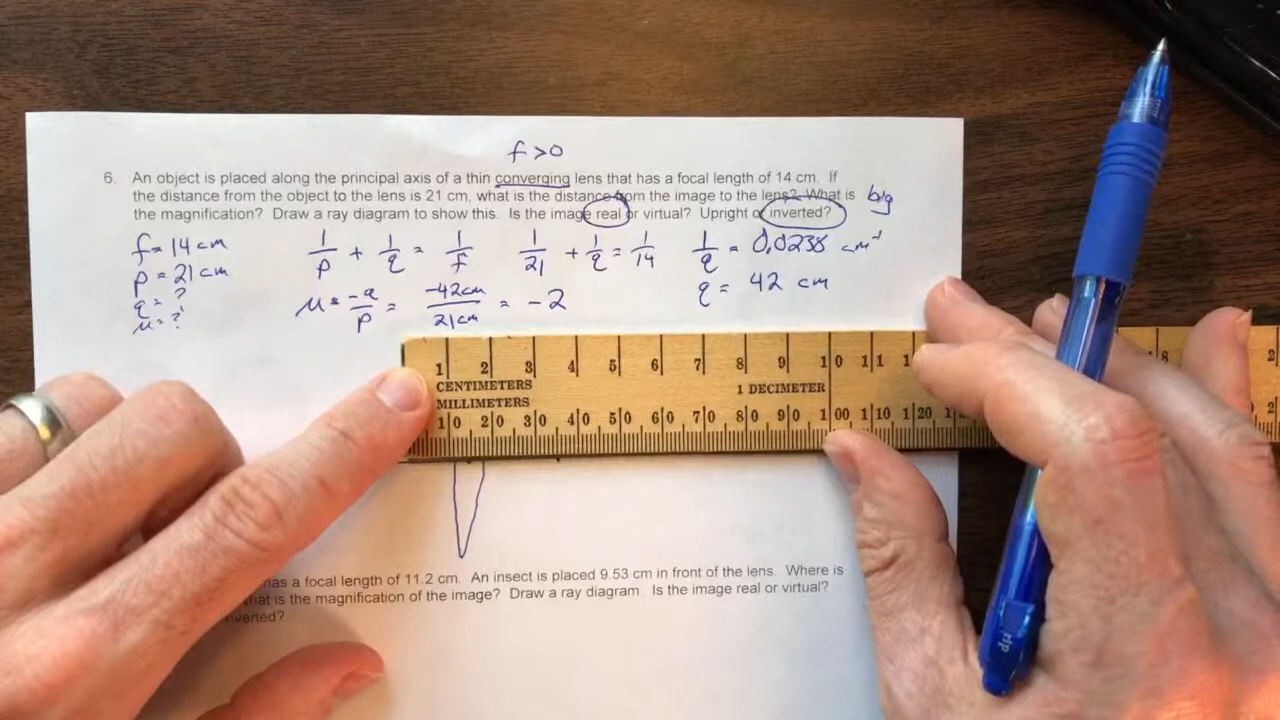 f>0
6. An object is placed along the principal axis of a thin converging lens that has a focal length of 14 cm. If
the distance from the object to the lens is 21 cm, what is the distance from the image to the lens? What is big
the magnification? Draw a ray diagram to show this. Is the image real or virtual? Upright or inverted?
f = 14 cm
p = 21 cm
q = ?
M = ?
1/p + 1/q = 1/f 1/21 + 1/q = 1/14 1/q = 0,0238 cm⁻¹
M = -q/p = -42cm/21cm = -2 q = 42 cm
1 2 3 4 5 6 7 8 9 10 11
CENTIMETERS 1 DECIMETER
MILLIMETERS
10 20 30 40 50 60 70 80 90 100 110 120
has a focal length of 11.2 cm. An insect is placed 9.53 cm in front of the lens. Where is
what is the magnification of the image? Draw a ray diagram. Is the image real or virtual?
inverted?